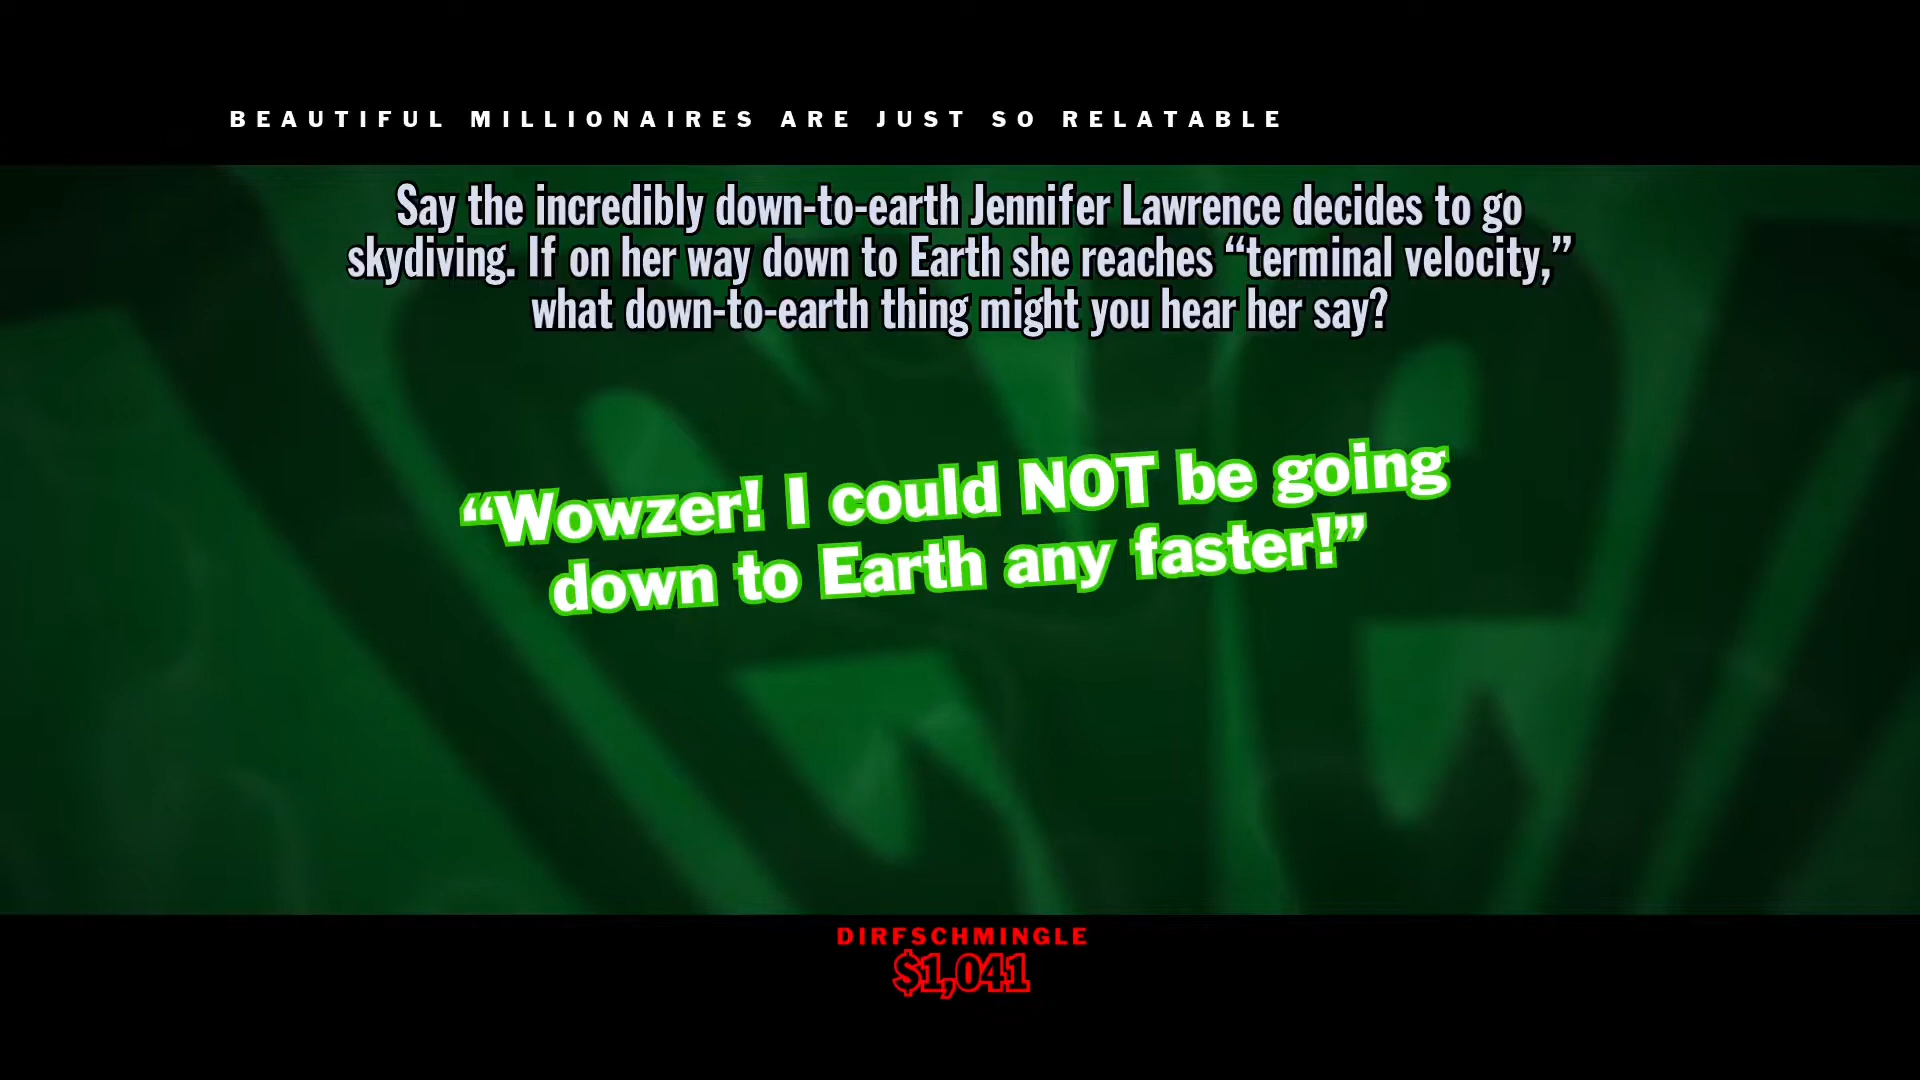 BEAUTIFUL MILLIONAIRES ARE JUST SO RELATABLE
Say the incredibly down-to-earth Jennifer Lawrence decides to go
skydiving. If on her way down to Earth she reaches “terminal velocity,”
what down-to-earth thing might you hear her say?
“Wowzer! I could NOT be going
down to Earth any faster!”
DIRFSCHMINGLE
$1,041